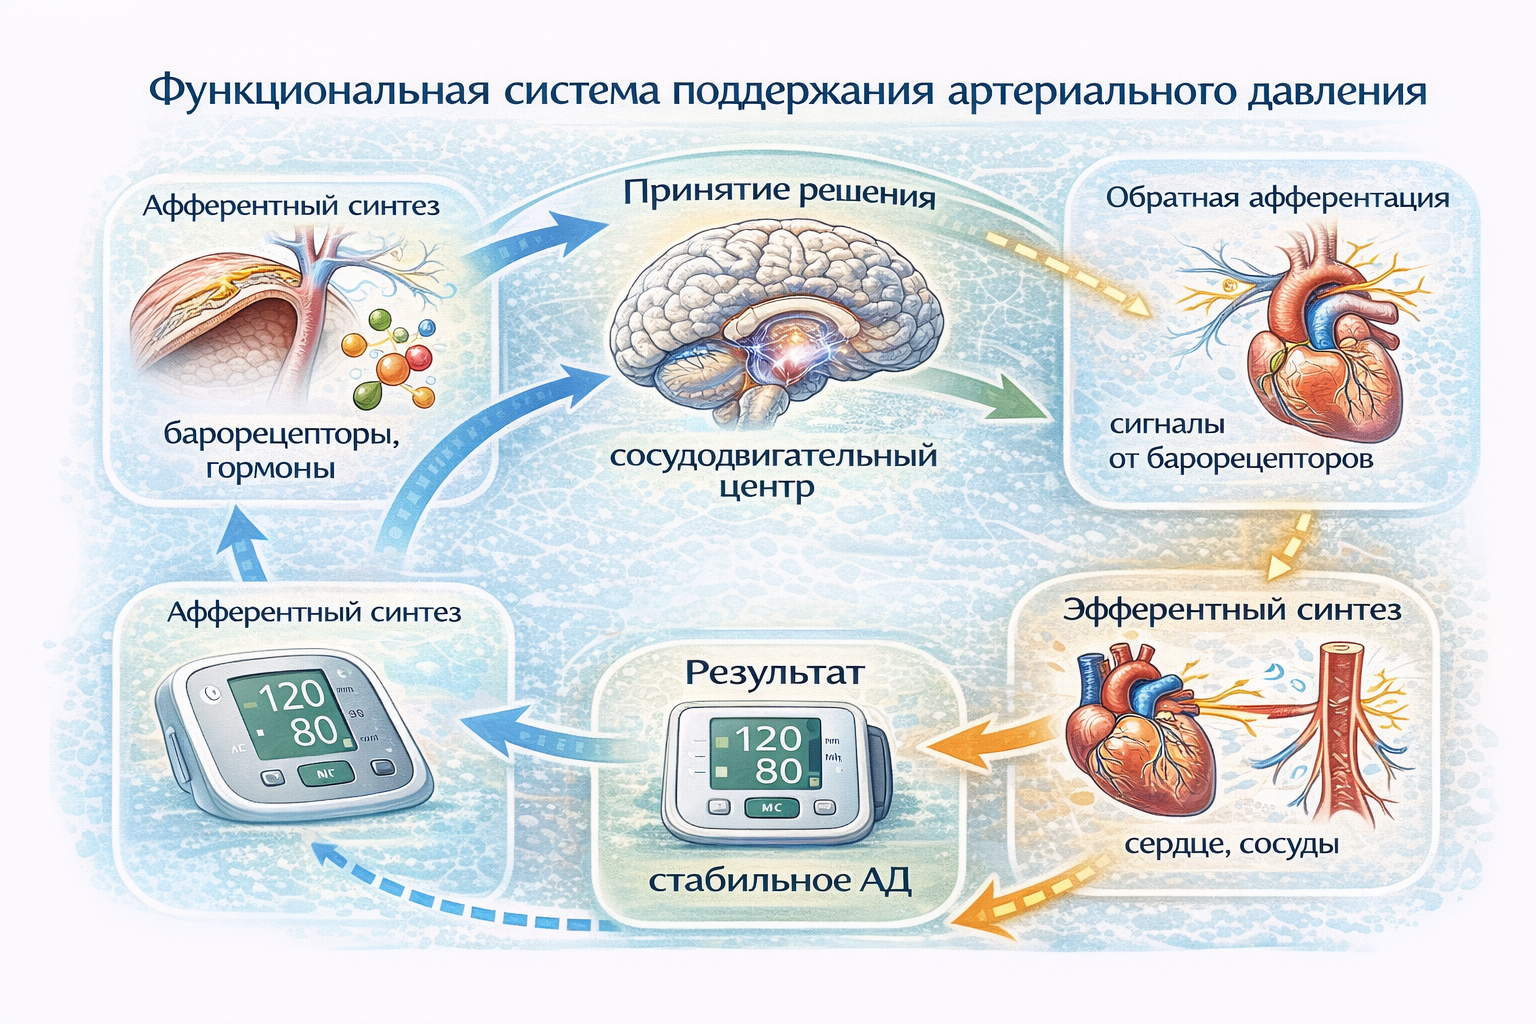 Функциональная система поддержания артериального давления
Афферентный синтез
барорецепторы,
гормоны
Принятие решения
сосудодвигательный
центр
Обратная афферентация
сигналы
от барорецепторов
Афферентный синтез
120
80
Результат
120
80
MC
стабильное АД
Эфферентный синтез
сердце, сосуды